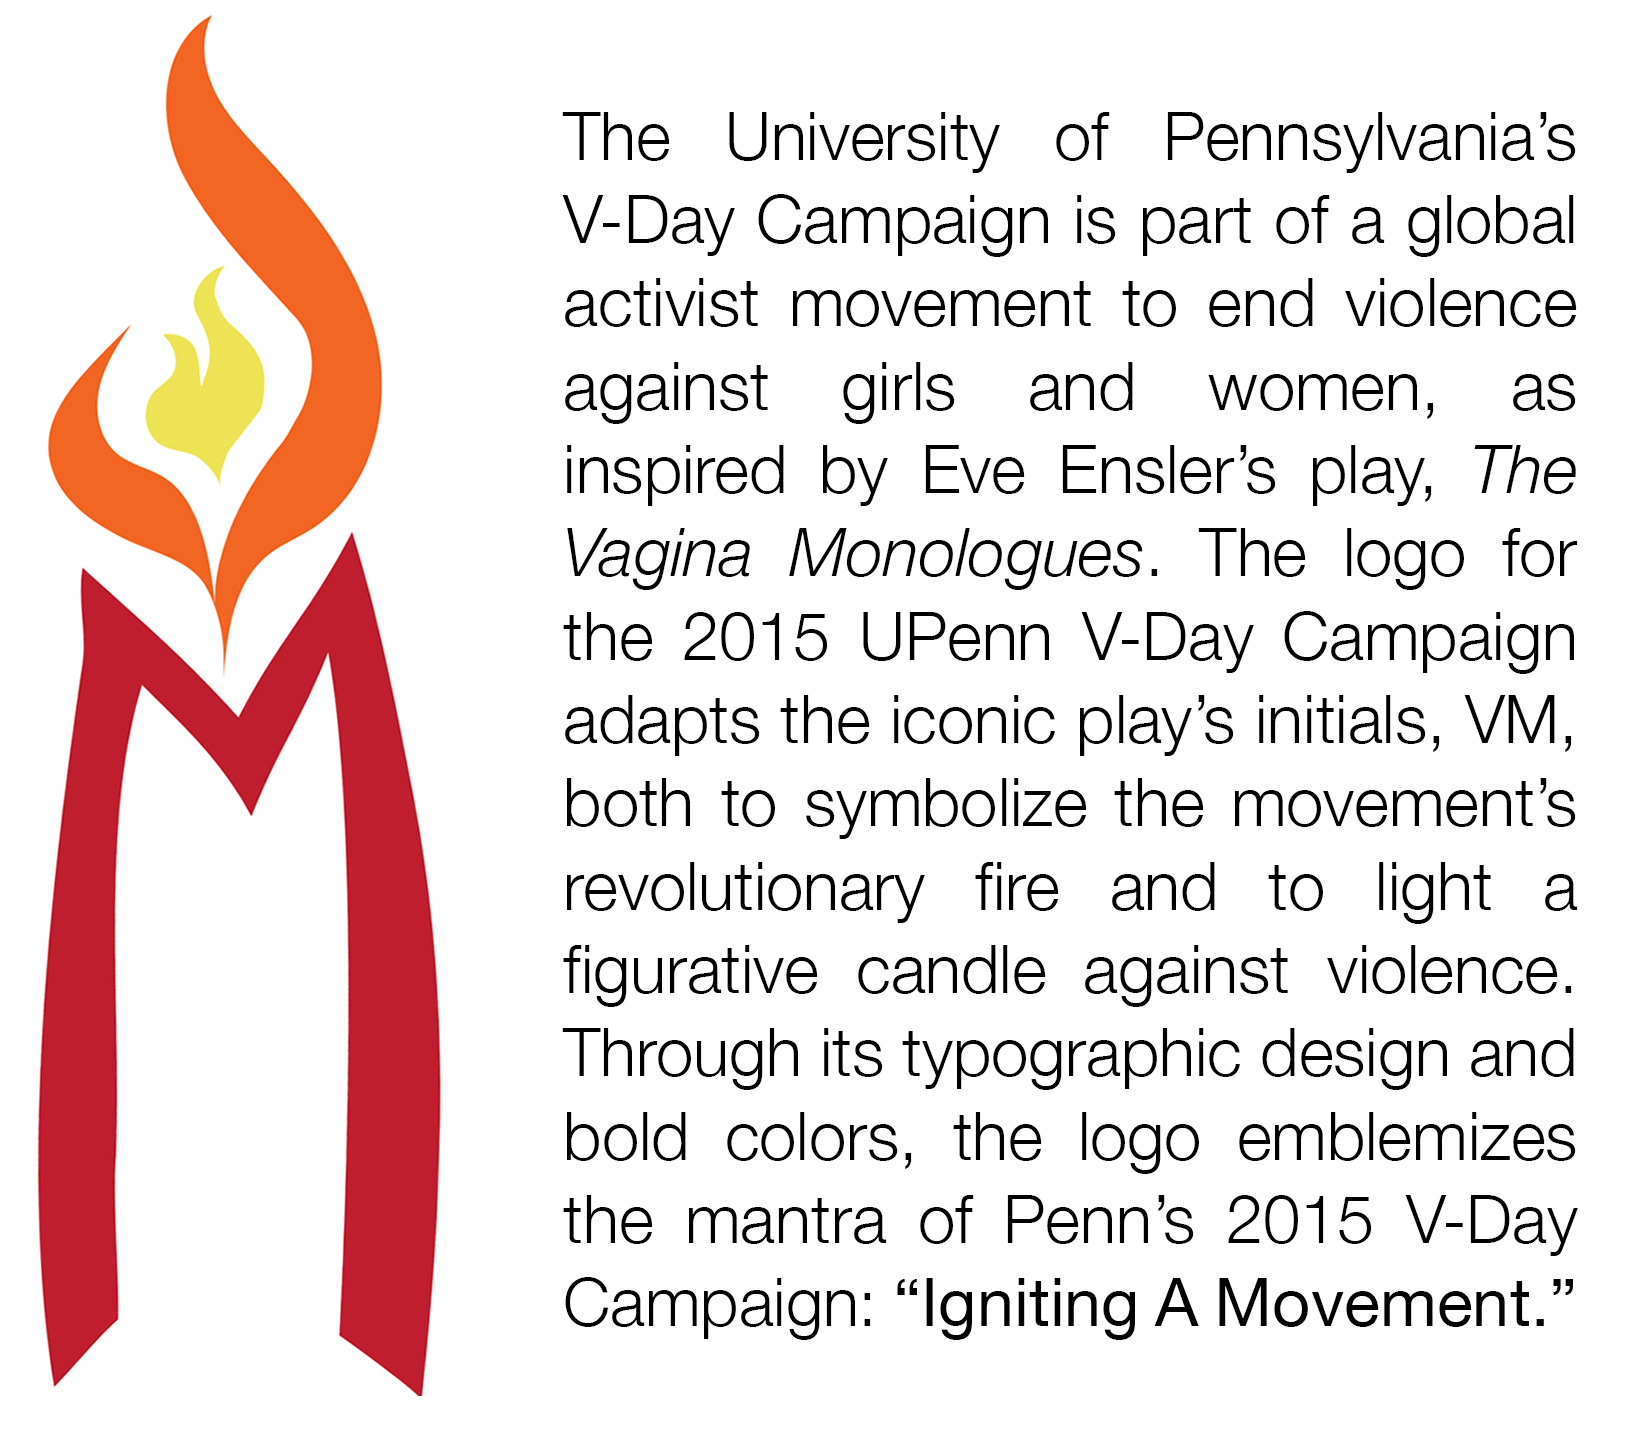 The University of Pennsylvania’s
V-Day Campaign is part of a global
activist movement to end violence
against girls and women, as
inspired by Eve Ensler’s play, The
Vagina Monologues. The logo for
the 2015 UPenn V-Day Campaign
adapts the iconic play’s initials, VM,
both to symbolize the movement’s
revolutionary fire and to light a
figurative candle against violence.
Through its typographic design and
bold colors, the logo emblemizes
the mantra of Penn’s 2015 V-Day
Campaign: “Igniting A Movement.”